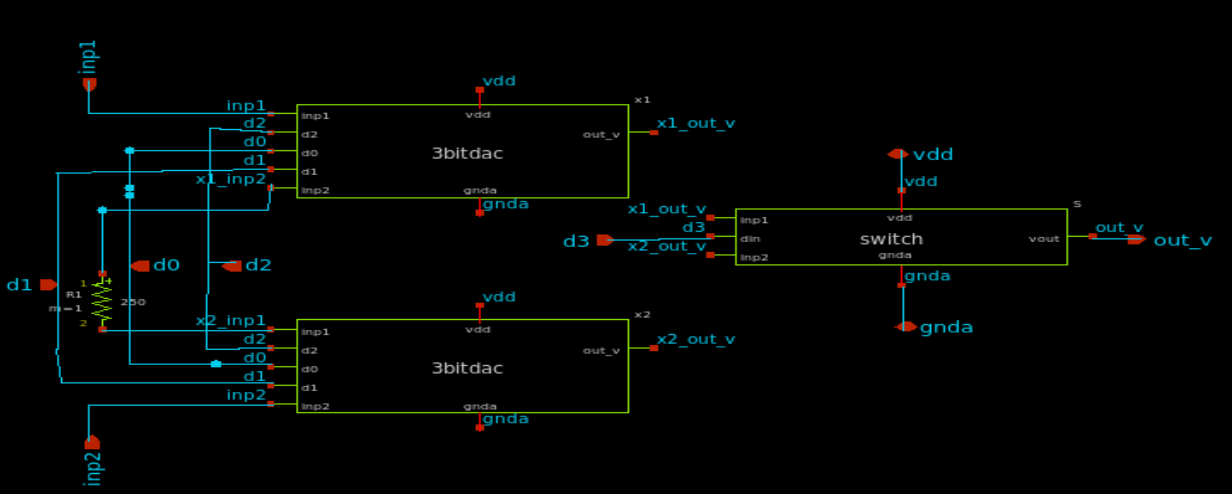 inp1
vdd
x1
inp1
inp1
vdd
x1_out_v
d2
d2
out_v
d0
d0
3bitdac
d1
d1
x1_inp2
inp2
gnda
gnda
vdd
vdd
S
x1_out_v
inp1
vdd
d3
d3
din
switch
vout
out_v
out_v
x2_out_v
inp2
gnda
gnda
gnda
d0
d2
d1
1
+
R1
250
m=1
2
vdd
x2
x2_inp1
inp1
vdd
x2_out_v
d2
d2
out_v
d0
d0
3bitdac
d1
d1
inp2
inp2
gnda
gnda
inp2